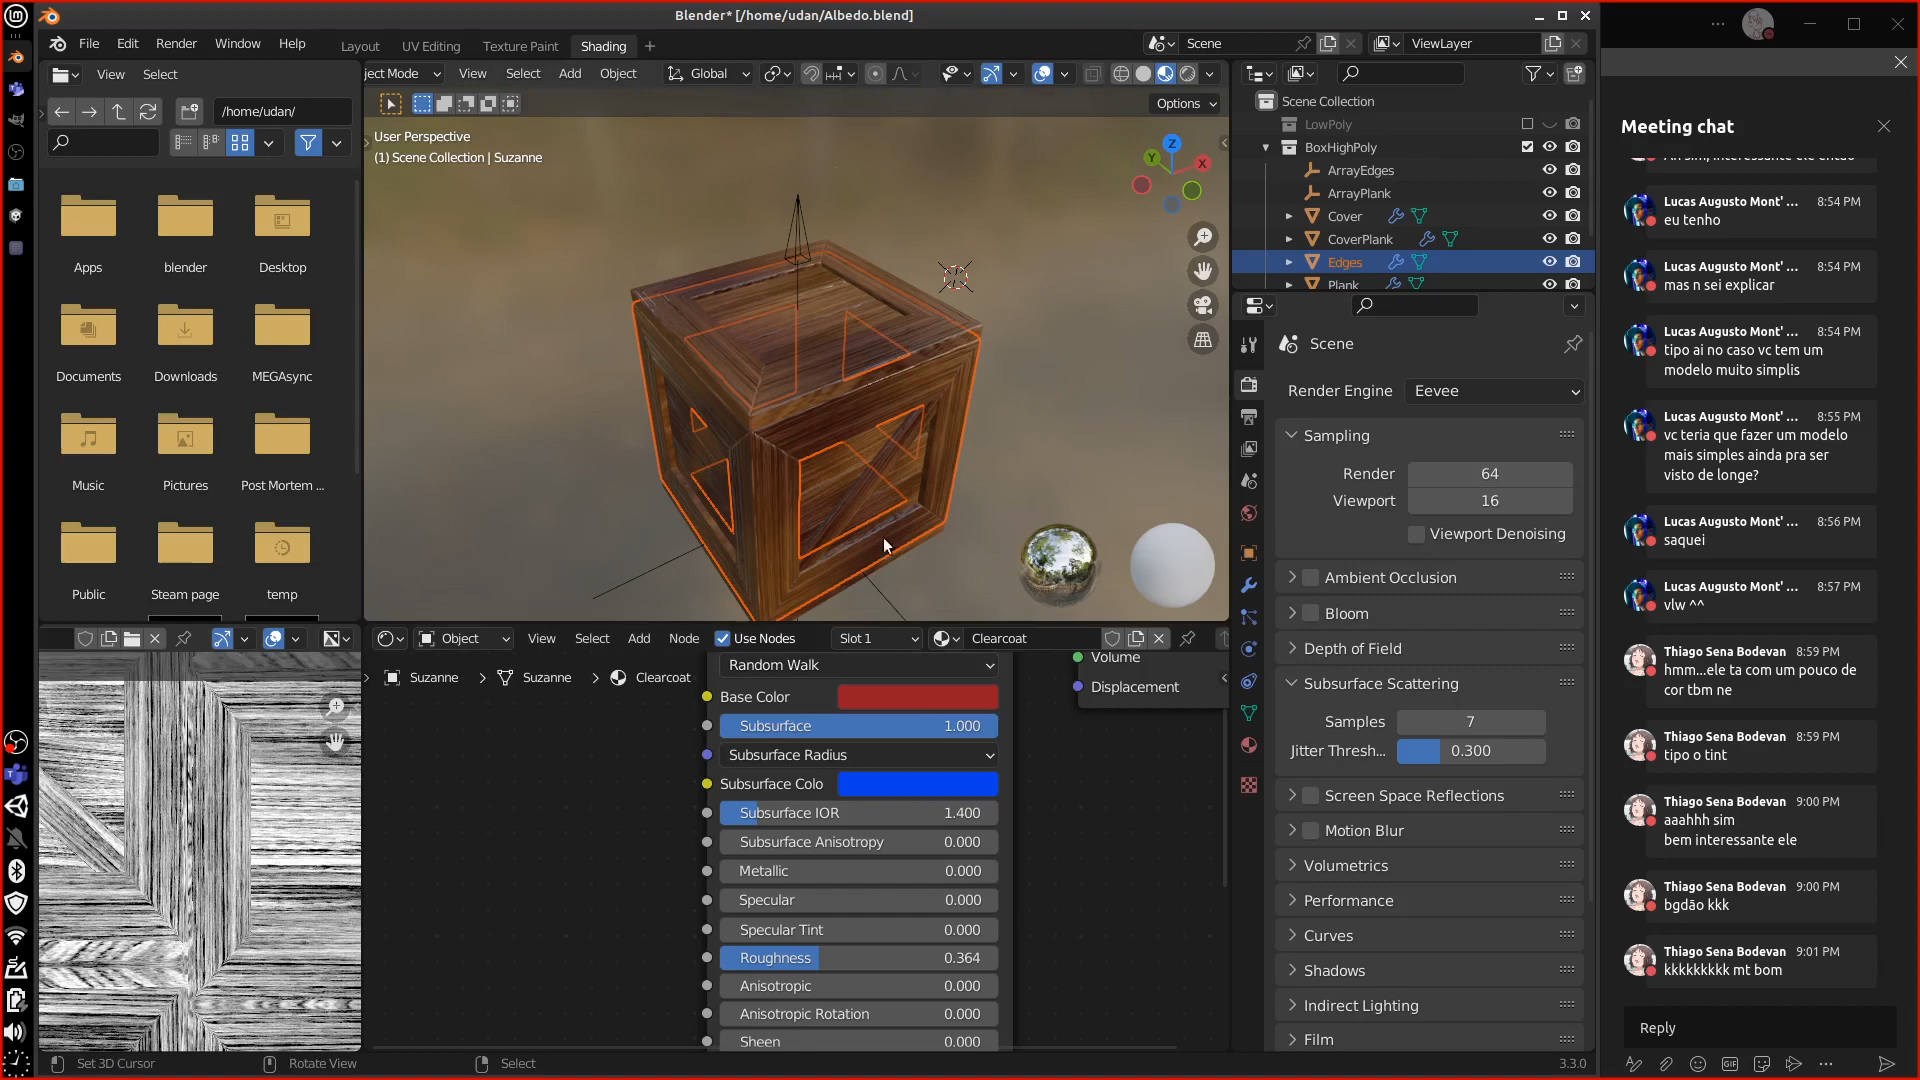 Blender* [/home/udan/Albedo.blend]
File Edit Render Window Help
Layout UV Editing Texture Paint Shading
Scene
ViewLayer
View Select
/home/udan/
Apps blender Desktop
Documents Downloads MEGAsync
Music Pictures Post Mortem ...
Public Steam page temp
ject Mode View Select Add Object Global
Options
User Perspective
(1) Scene Collection | Suzanne
Z
Y
X
Scene Collection
LowPoly
BoxHighPoly
ArrayEdges
ArrayPlank
Cover
CoverPlank
Edges
Plank
Scene
Render Engine Eevee
Sampling
Render 64
Viewport 16
Viewport Denoising
Ambient Occlusion
Bloom
Depth of Field
Subsurface Scattering
Samples 7
Jitter Thresh... 0.300
Screen Space Reflections
Motion Blur
Volumetrics
Performance
Curves
Shadows
Indirect Lighting
Film
Object View Select Add Node Use Nodes Slot 1 Clearcoat
Suzanne Suzanne Clearcoat
Random Walk
Base Color
Subsurface 1.000
Subsurface Radius
Subsurface Colo
Subsurface IOR 1.400
Subsurface Anisotropy 0.000
Metallic 0.000
Specular 0.000
Specular Tint 0.000
Roughness 0.364
Anisotropic 0.000
Anisotropic Rotation 0.000
Sheen 0.000
Volume
Displacement
Set 3D Cursor Rotate View Select
3.3.0
Meeting chat
Lucas Augusto Mont' ... 8:54 PM
eu tenho
Lucas Augusto Mont' ... 8:54 PM
mas n sei explicar
Lucas Augusto Mont' ... 8:54 PM
tipo ai no caso vc tem um
modelo muito simplis
Lucas Augusto Mont' ... 8:55 PM
vc teria que fazer um modelo
mais simples ainda pra ser
visto de longe?
Lucas Augusto Mont' ... 8:56 PM
saquei
Lucas Augusto Mont' ... 8:57 PM
vlw ^^
Thiago Sena Bodevan 8:59 PM
hmm...ele ta com um pouco de
cor tbm ne
Thiago Sena Bodevan 8:59 PM
tipo o tint
Thiago Sena Bodevan 9:00 PM
aaahhh sim
bem interessante ele
Thiago Sena Bodevan 9:00 PM
bgdão kkk
Thiago Sena Bodevan 9:01 PM
kkkkkkkkk mt bom
Reply
GIF